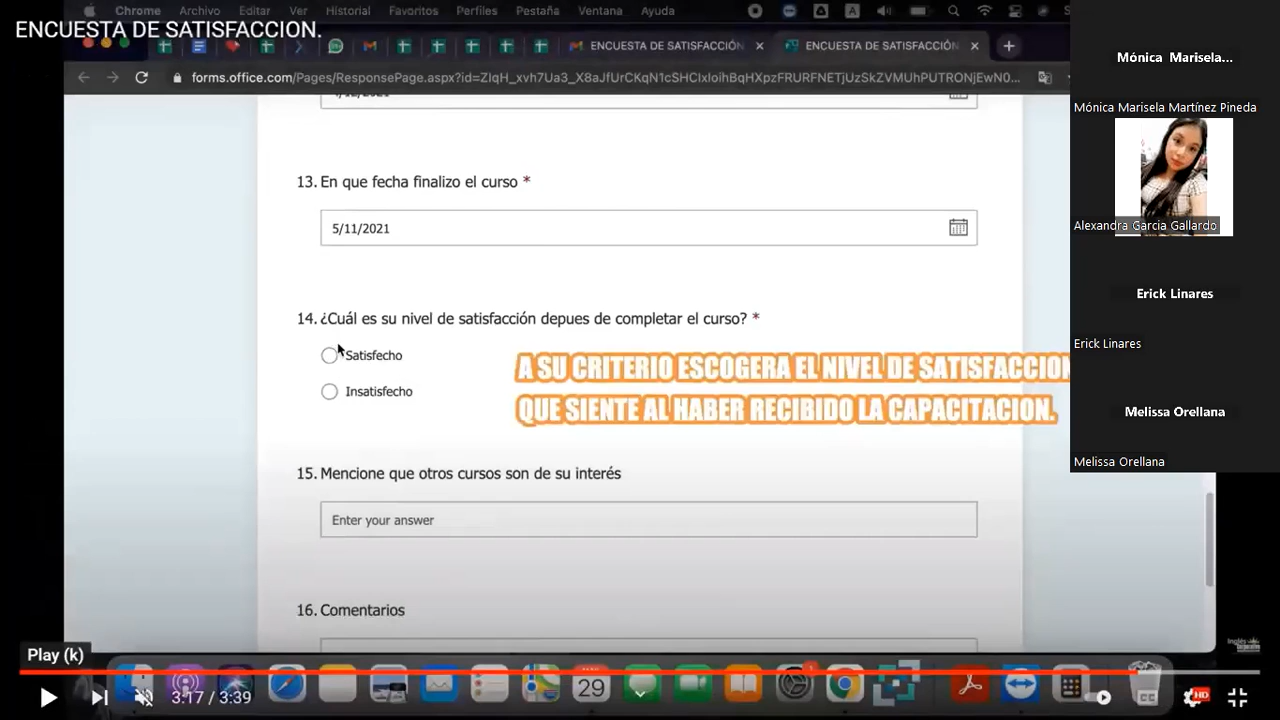 ENCUESTA DE SATISFACCION.
Chrome Archivo Editar Ver Historial Favoritos Perfiles Pestaña Ventana Ayuda
ENCUESTA DE SATISFACCIÓN
ENCUESTA DE SATISFACCIÓN
forms.office.com/Pages/ResponsePage.aspx?id=ZIqH_xvh7Ua3_X8aJfUrCKqN1cSHCIxIoihBqHXpzFRURFNETjUzSkZVMUhPUTRONjEwN0...
13. En que fecha finalizo el curso *
5/11/2021
14. ¿Cuál es su nivel de satisfacción depues de completar el curso? *
Satisfecho
Insatisfecho
A SU CRITERIO ESCOGERA EL NIVEL DE SATISFACCION
QUE SIENTE AL HABER RECIBIDO LA CAPACITACION.
15. Mencione que otros cursos son de su interés
Enter your answer
16. Comentarios
Play (k)
29
3:17 / 3:39
HD
Mónica Marisela...
Mónica Marisela Martínez Pineda
Alexandra Garcia Gallardo
Erick Linares
Erick Linares
Melissa Orellana
Melissa Orellana